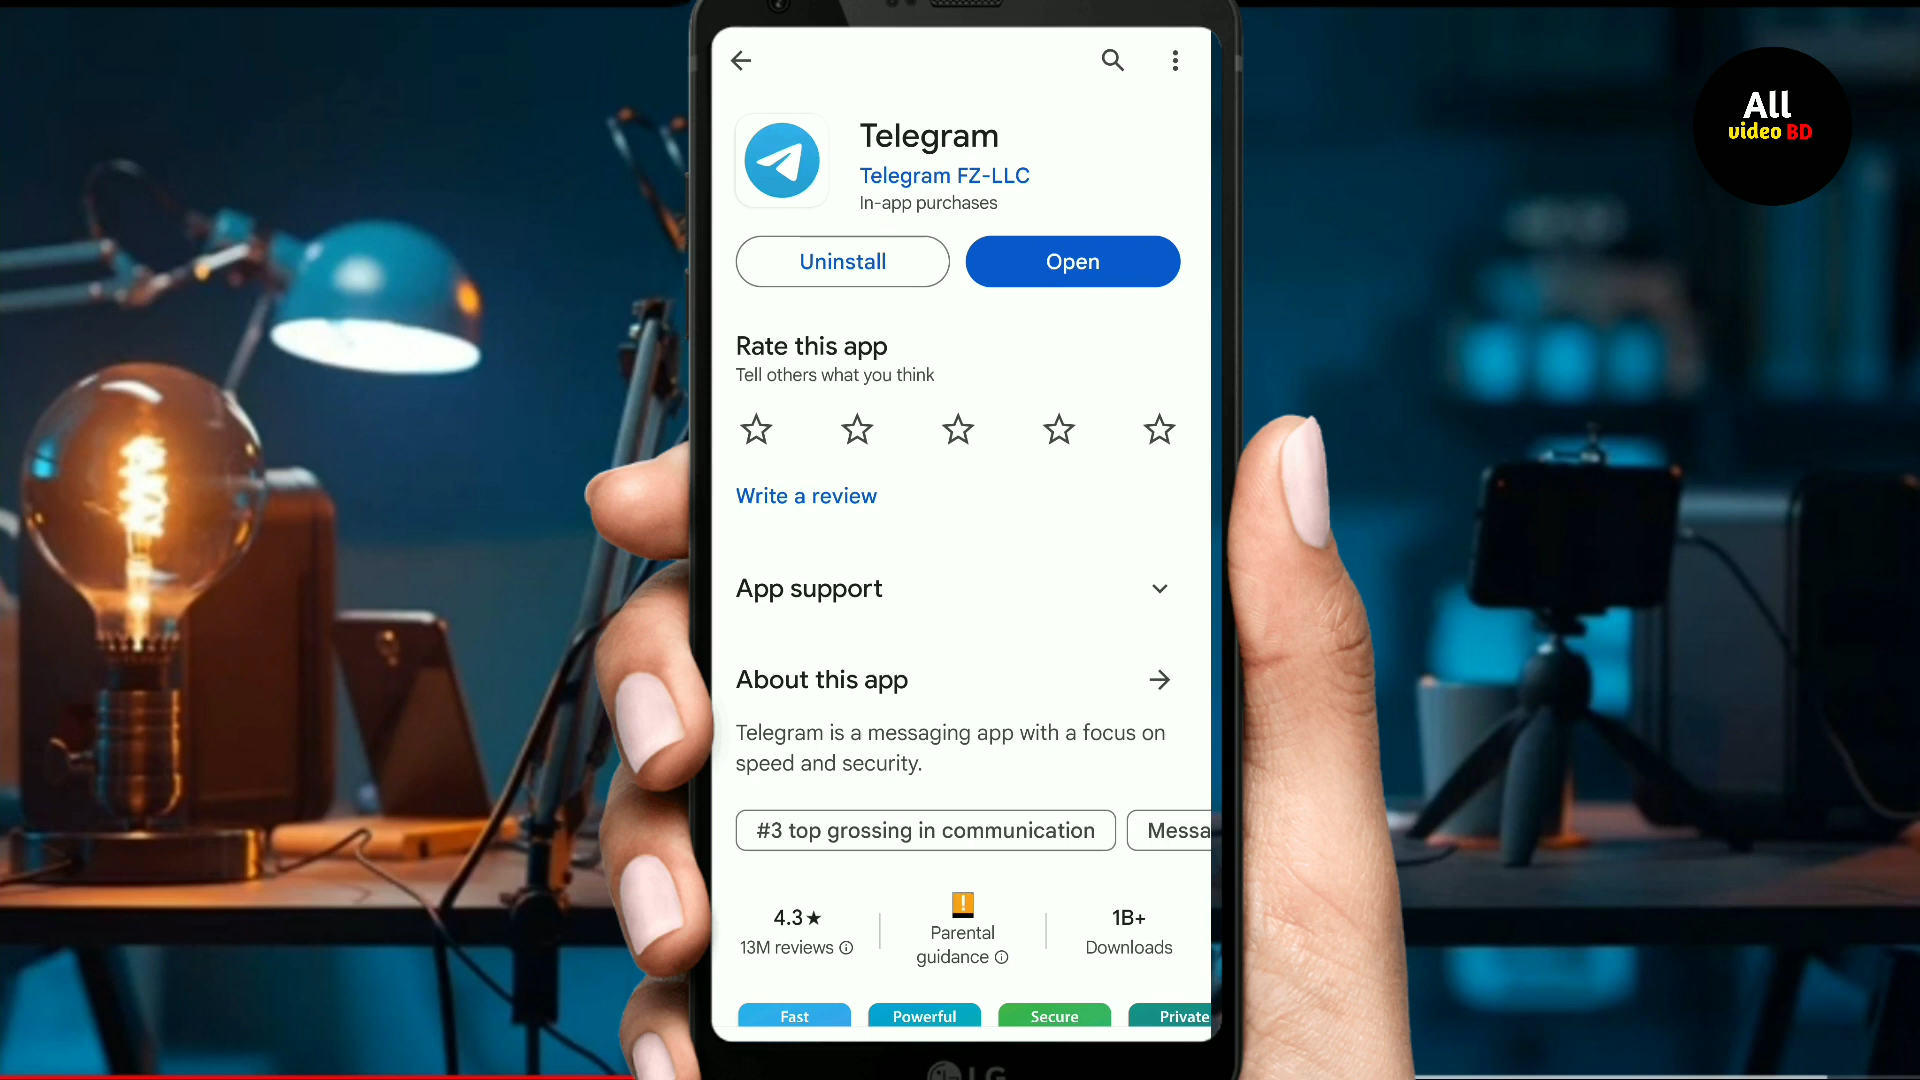 All
video BD
Telegram
Telegram FZ-LLC
In-app purchases
Uninstall
Open
Rate this app
Tell others what you think
Write a review
App support
About this app
Telegram is a messaging app with a focus on
speed and security.
#3 top grossing in communication
Messa
4.3★
13M reviews
Parental
guidance
1B+
Downloads
Fast
Powerful
Secure
Private
LG